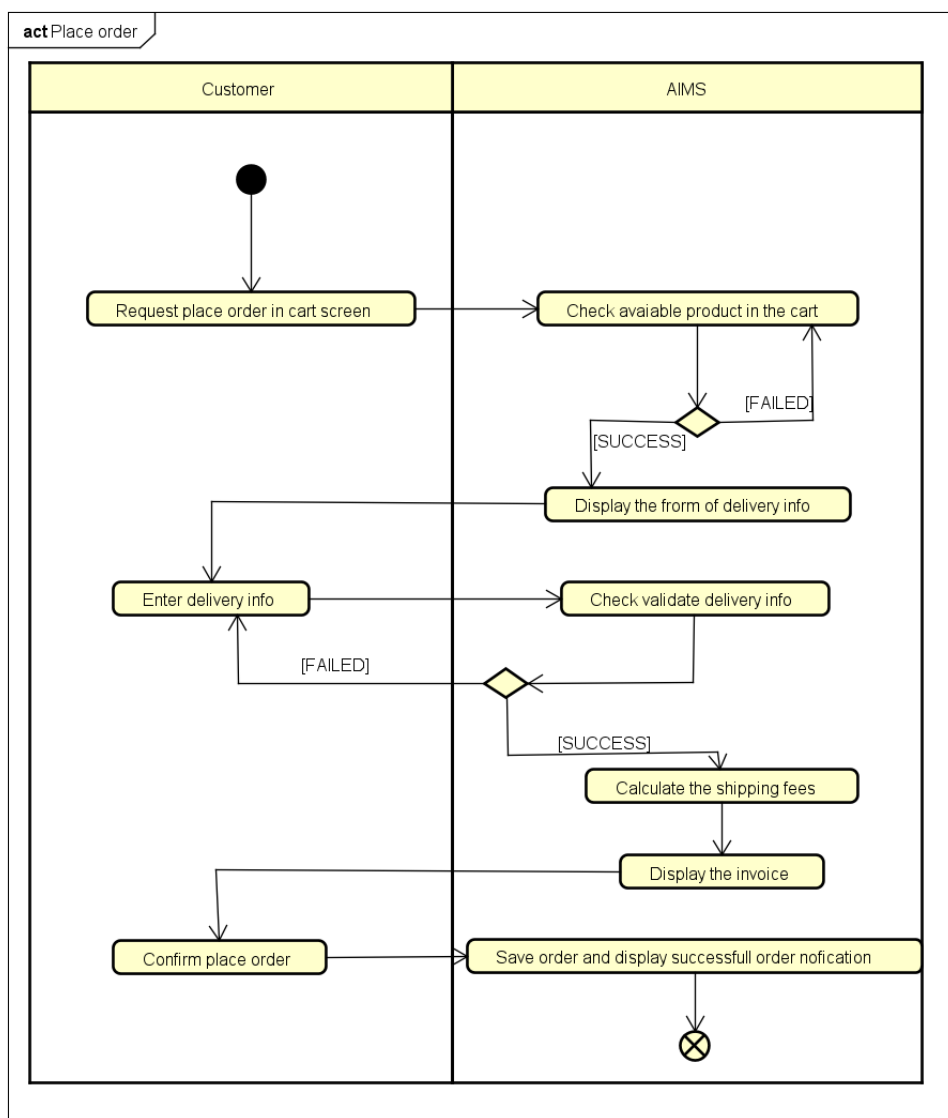 act Place order
Customer
AIMS
Request place order in cart screen
Check avaiable product in the cart
[FAILED]
[SUCCESS]
Display the frorm of delivery info
Enter delivery info
Check validate delivery info
[FAILED]
[SUCCESS]
Calculate the shipping fees
Display the invoice
Confirm place order
Save order and display successfull order nofication